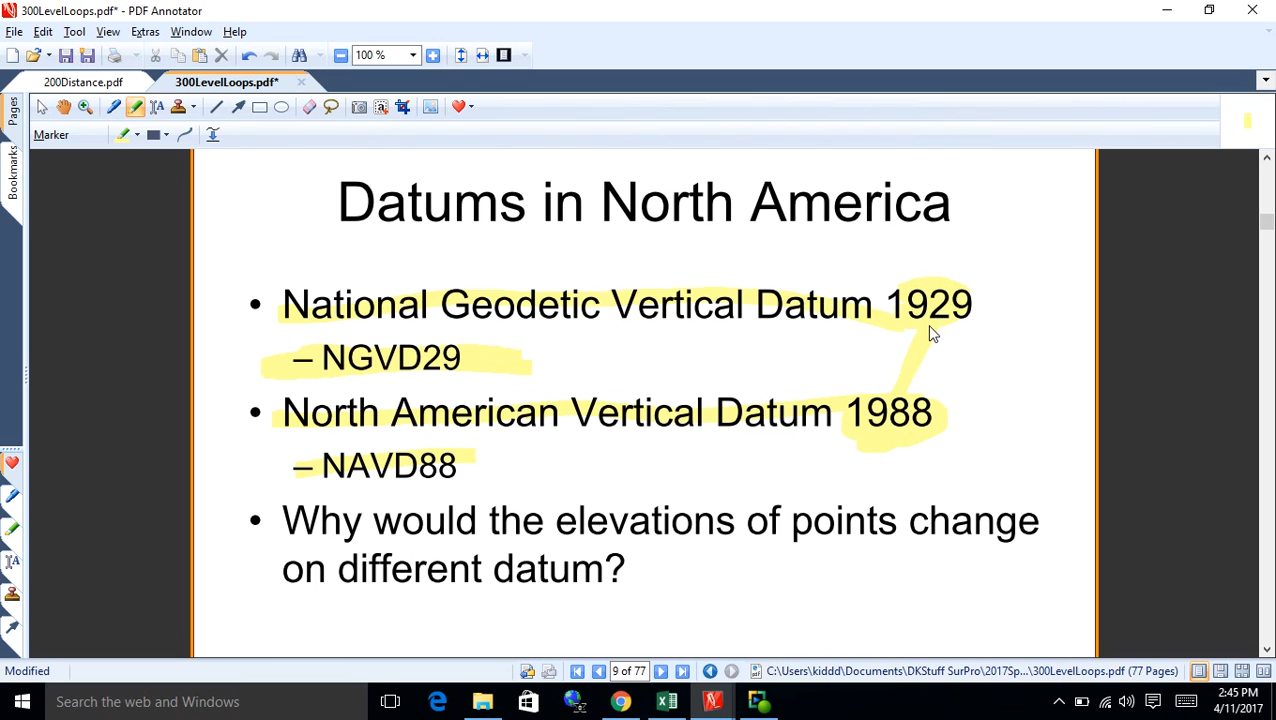 300LevelLoops.pdf* - PDF Annotator
File Edit Tool View Extras Window Help
100 %
200Distance.pdf 300LevelLoops.pdf*
Marker
Pages
Bookmarks
Datums in North America
• National Geodetic Vertical Datum 1929
– NGVD29
• North American Vertical Datum 1988
– NAVD88
• Why would the elevations of points change
on different datum?
Modified 9 of 77 C:\Users\kiddd\Documents\DKStuff SurPro\2017Sp...\300LevelLoops.pdf (77 Pages)
Search the web and Windows
2:45 PM
4/11/2017